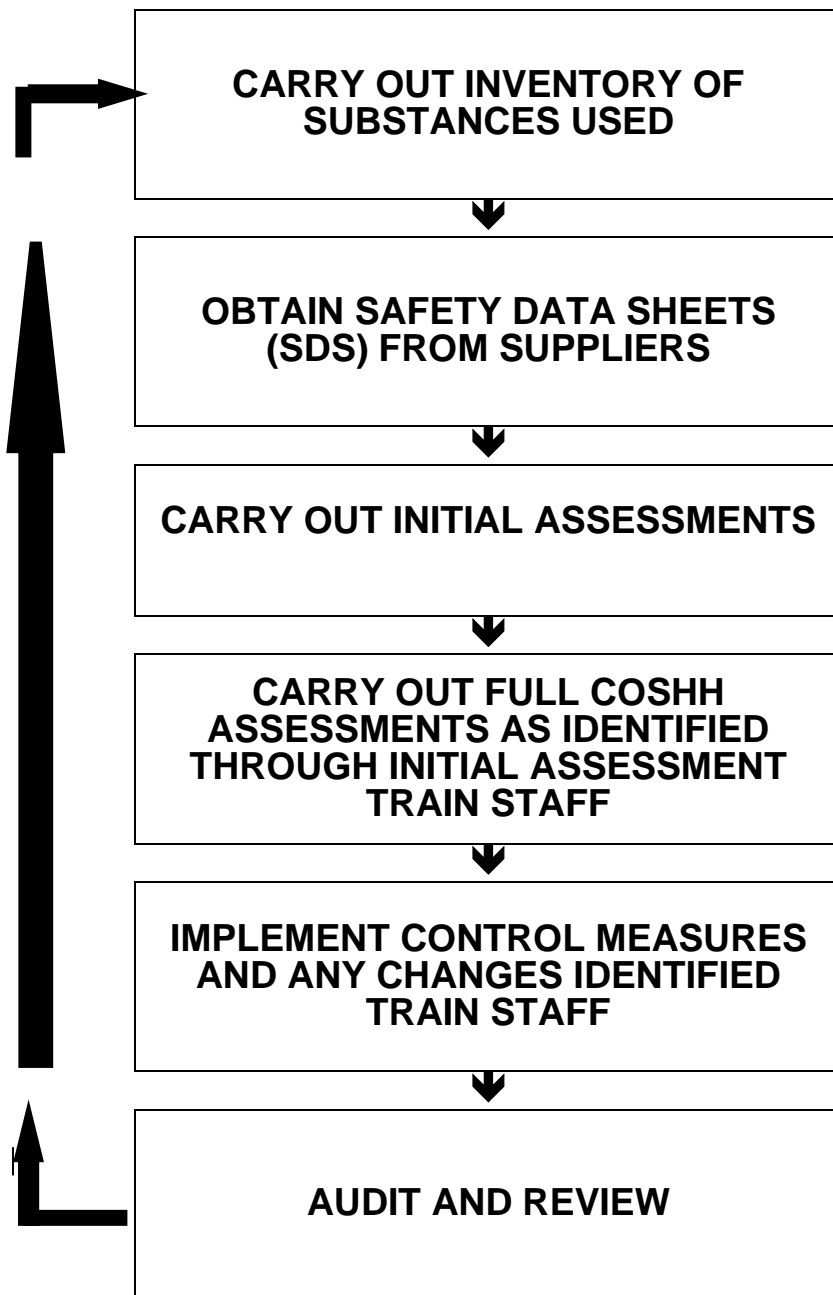 CARRY OUT INVENTORY OF
SUBSTANCES USED
OBTAIN SAFETY DATA SHEETS
(SDS) FROM SUPPLIERS
CARRY OUT INITIAL ASSESSMENTS
CARRY OUT FULL COSHH
ASSESSMENTS AS IDENTIFIED
THROUGH INITIAL ASSESSMENT
TRAIN STAFF
IMPLEMENT CONTROL MEASURES
AND ANY CHANGES IDENTIFIED
TRAIN STAFF
AUDIT AND REVIEW